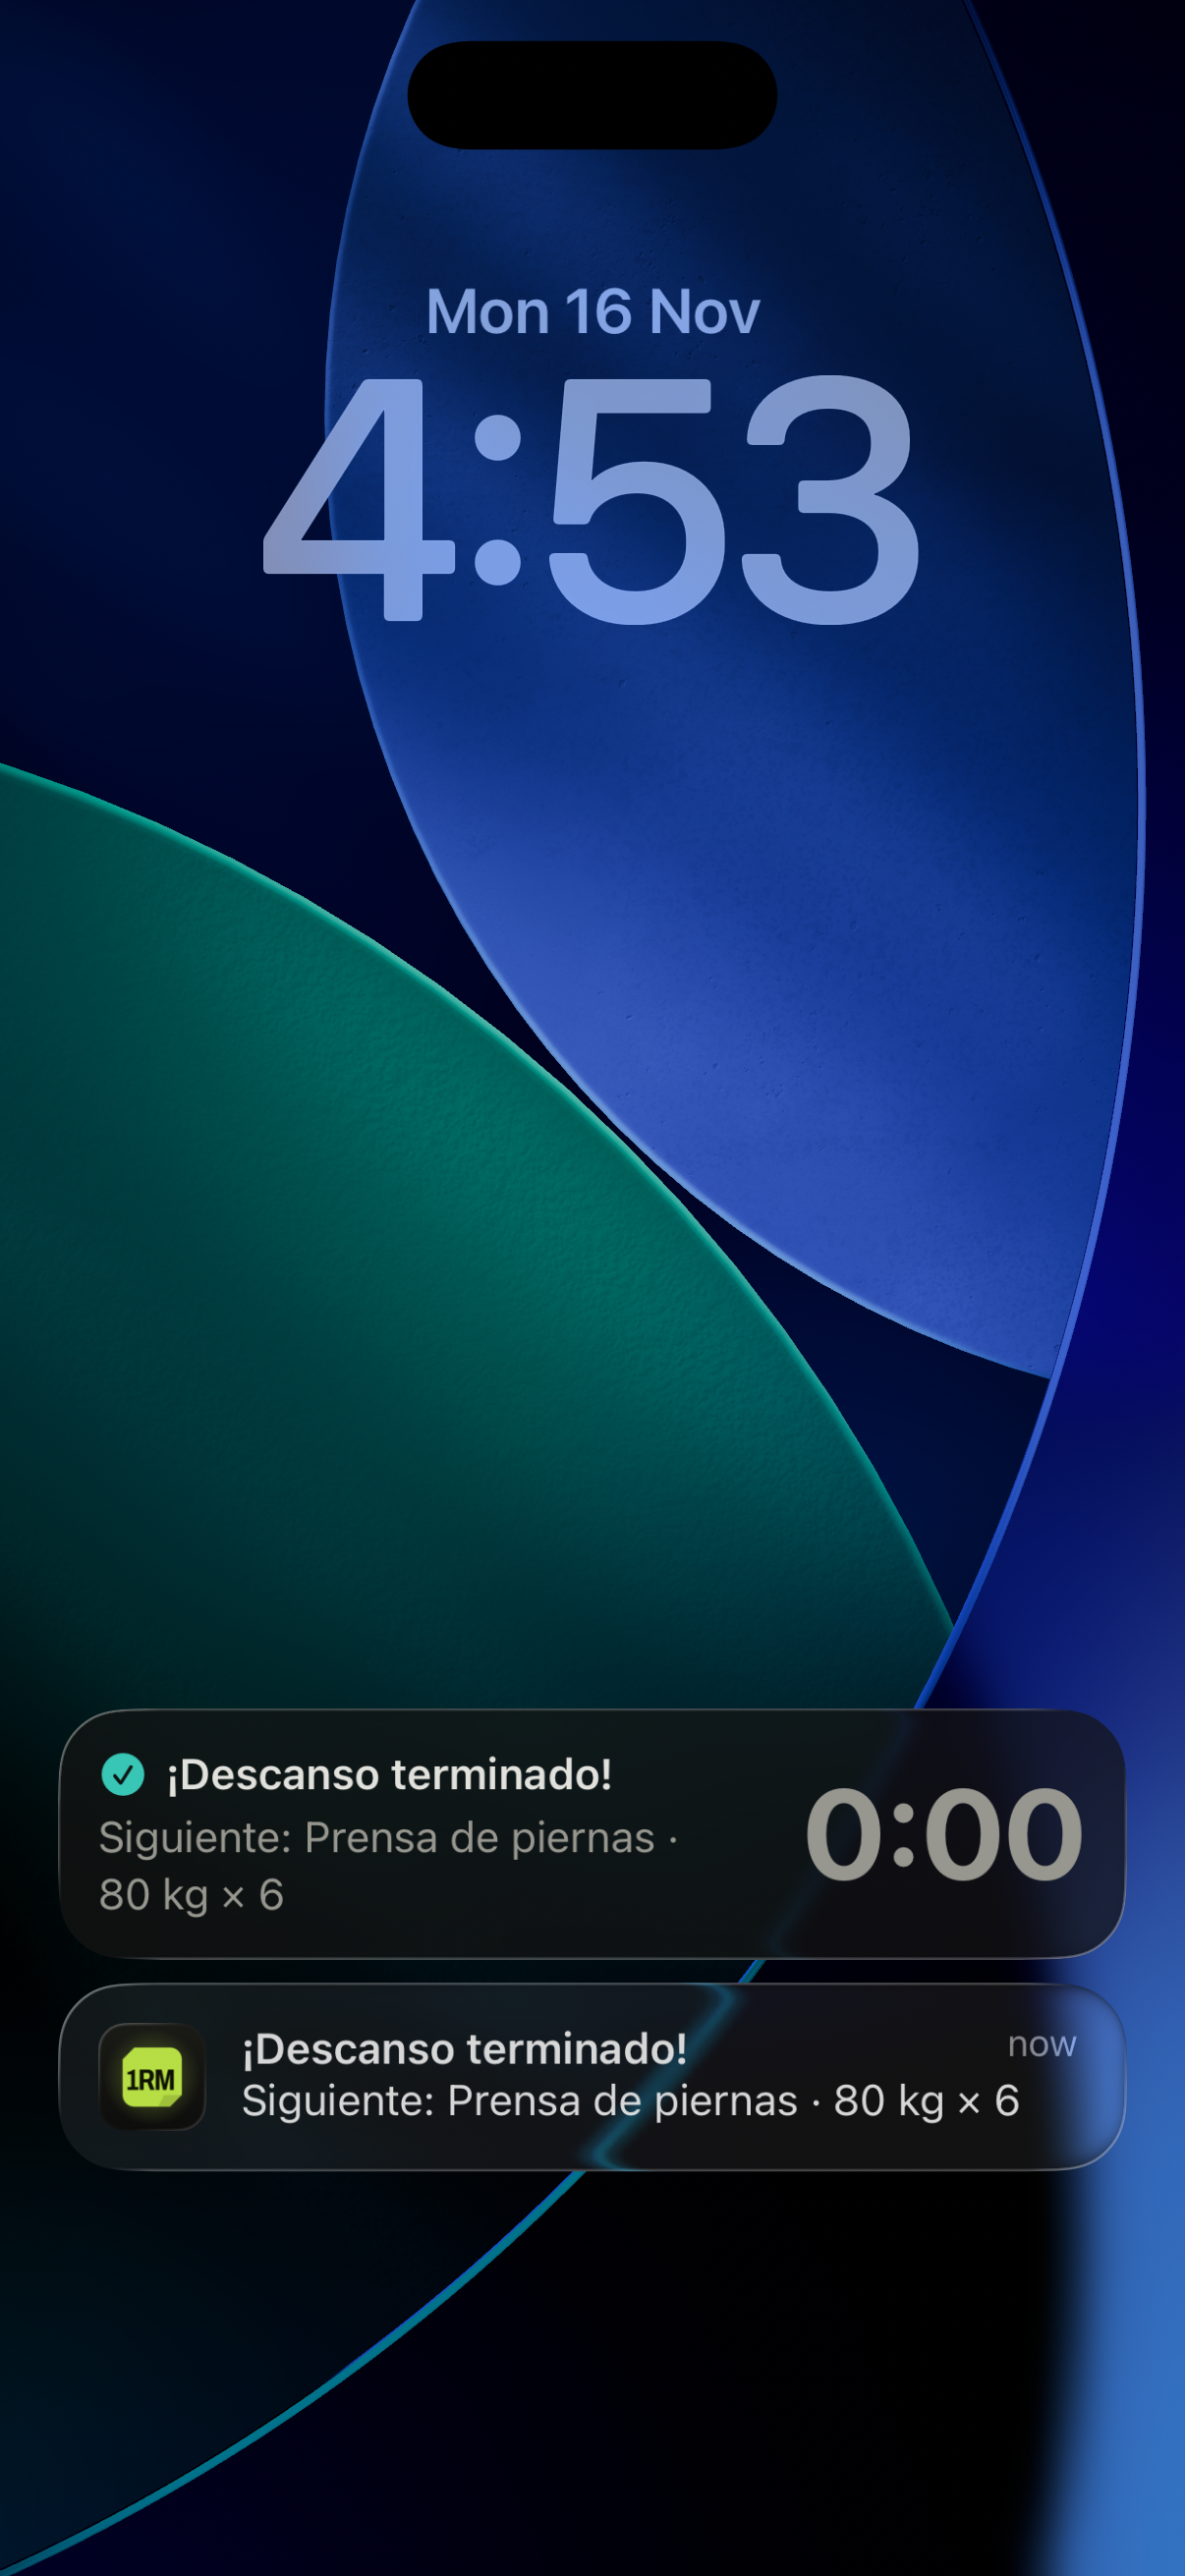 Mon 16 Nov
4:53
¡Descanso terminado!
Siguiente: Prensa de piernas ·
80 kg × 6
0:00
1RM
¡Descanso terminado!
now
Siguiente: Prensa de piernas · 80 kg × 6